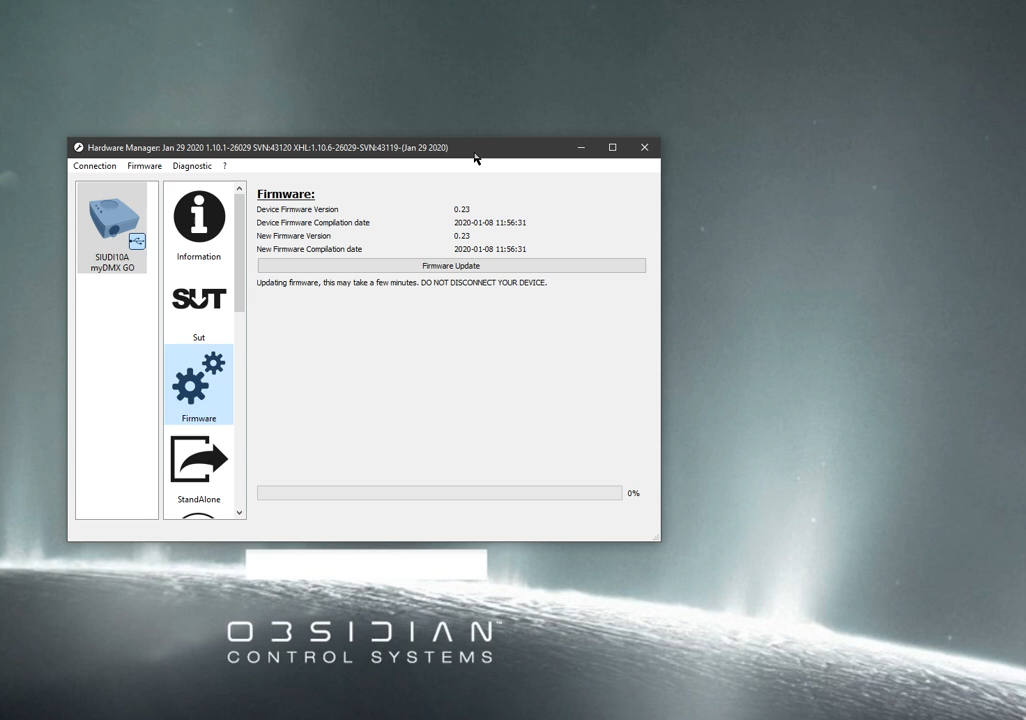 Hardware Manager: Jan 29 2020 1.10.1-26029 SVN:43120 XHL:1.10.6-26029-SVN:43119-(Jan 29 2020)
Connection Firmware Diagnostic ?
SIUDI10A
myDMX GO
Information
SUT
Sut
Firmware
StandAlone
Firmware:
Device Firmware Version 0.23
Device Firmware Compilation date 2020-01-08 11:56:31
New Firmware Version 0.23
New Firmware Compilation date 2020-01-08 11:56:31
Firmware Update
Updating firmware, this may take a few minutes. DO NOT DISCONNECT YOUR DEVICE.
0%
OBSIDIAN™
CONTROL SYSTEMS